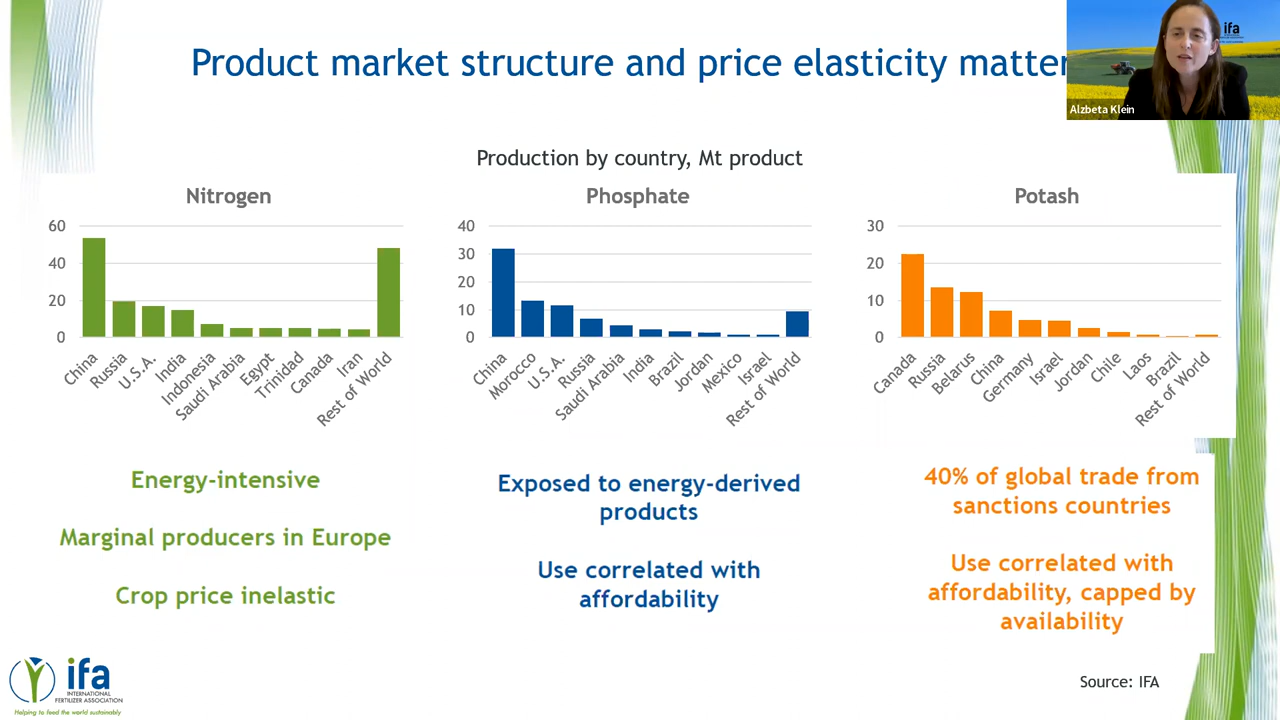 Product market structure and price elasticity matter
ifa
Alzbeta Klein
Production by country, Mt product
Nitrogen
60
40
20
0
China
Russia
U.S.A.
India
Indonesia
Saudi Arabia
Egypt
Trinidad
Canada
Iran
Rest of World
Phosphate
40
30
20
10
0
China
Morocco
U.S.A.
Russia
Saudi Arabia
India
Brazil
Jordan
Mexico
Israel
Rest of World
Potash
30
20
10
0
Canada
Russia
Belarus
China
Germany
Israel
Jordan
Chile
Laos
Brazil
Rest of World
Energy-intensive
Marginal producers in Europe
Crop price inelastic
Exposed to energy-derived
products
Use correlated with
affordability
40% of global trade from
sanctions countries
Use correlated with
affordability, capped by
availability
ifa
INTERNATIONAL
FERTILIZER ASSOCIATION
Helping to feed the world sustainably
Source: IFA